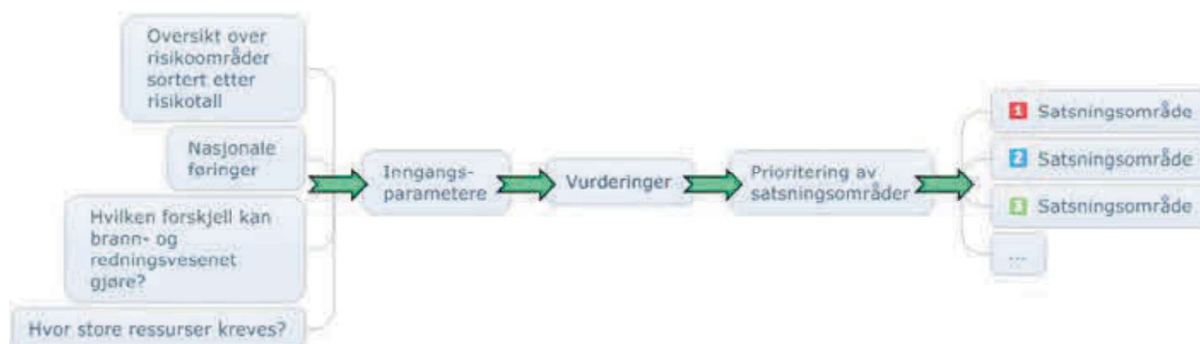 Oversikt over
risikoområder
sortert etter
risikotall
Nasjonale
føringer
Hvilken forskjell kan
brann- og
redningsvesenet
gjøre?
Hvor store ressurser kreves?
Inngangs-
parametere
Vurderinger
Prioritering av
satsningsområder
1 Satsningsområde
2 Satsningsområde
3 Satsningsområde
...